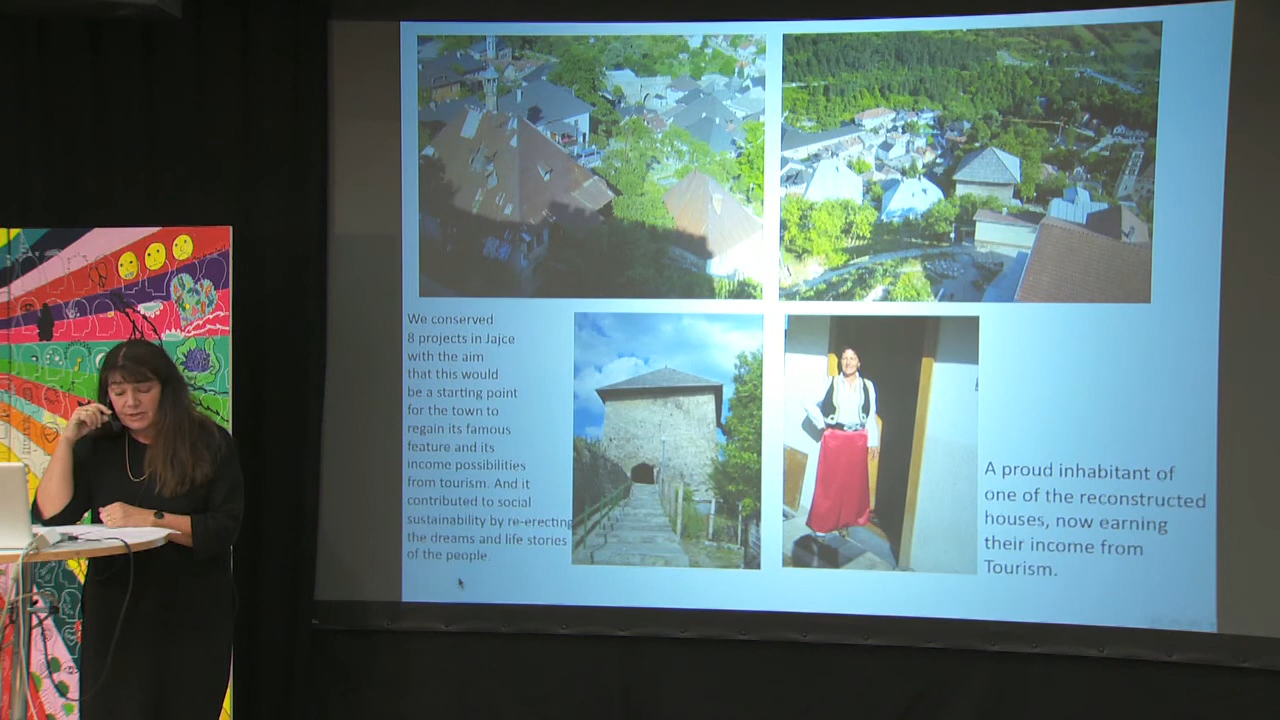 We conserved
8 projects in Jajce
with the aim
that this would
be a starting point
for the town to
regain its famous
feature and its
income possibilities
from tourism. And it
contributed to social
sustainability by re-erecting
the dreams and life stories
of the people.
A proud inhabitant of
one of the reconstructed
houses, now earning
their income from
Tourism.